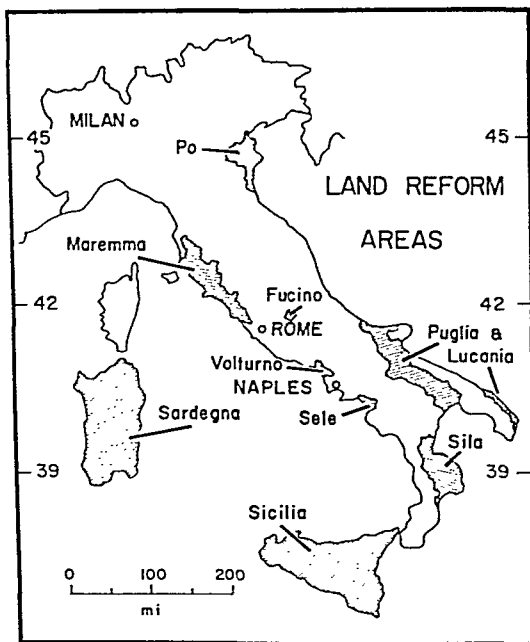 MILAN
45
45
Po
LAND REFORM
AREAS
Maremma
Fucino
42
42
ROME
Puglia &
Lucania
Volturno
NAPLES
Sele
Sardegna
Sila
39
39
Sicilia
0 100 200
mi